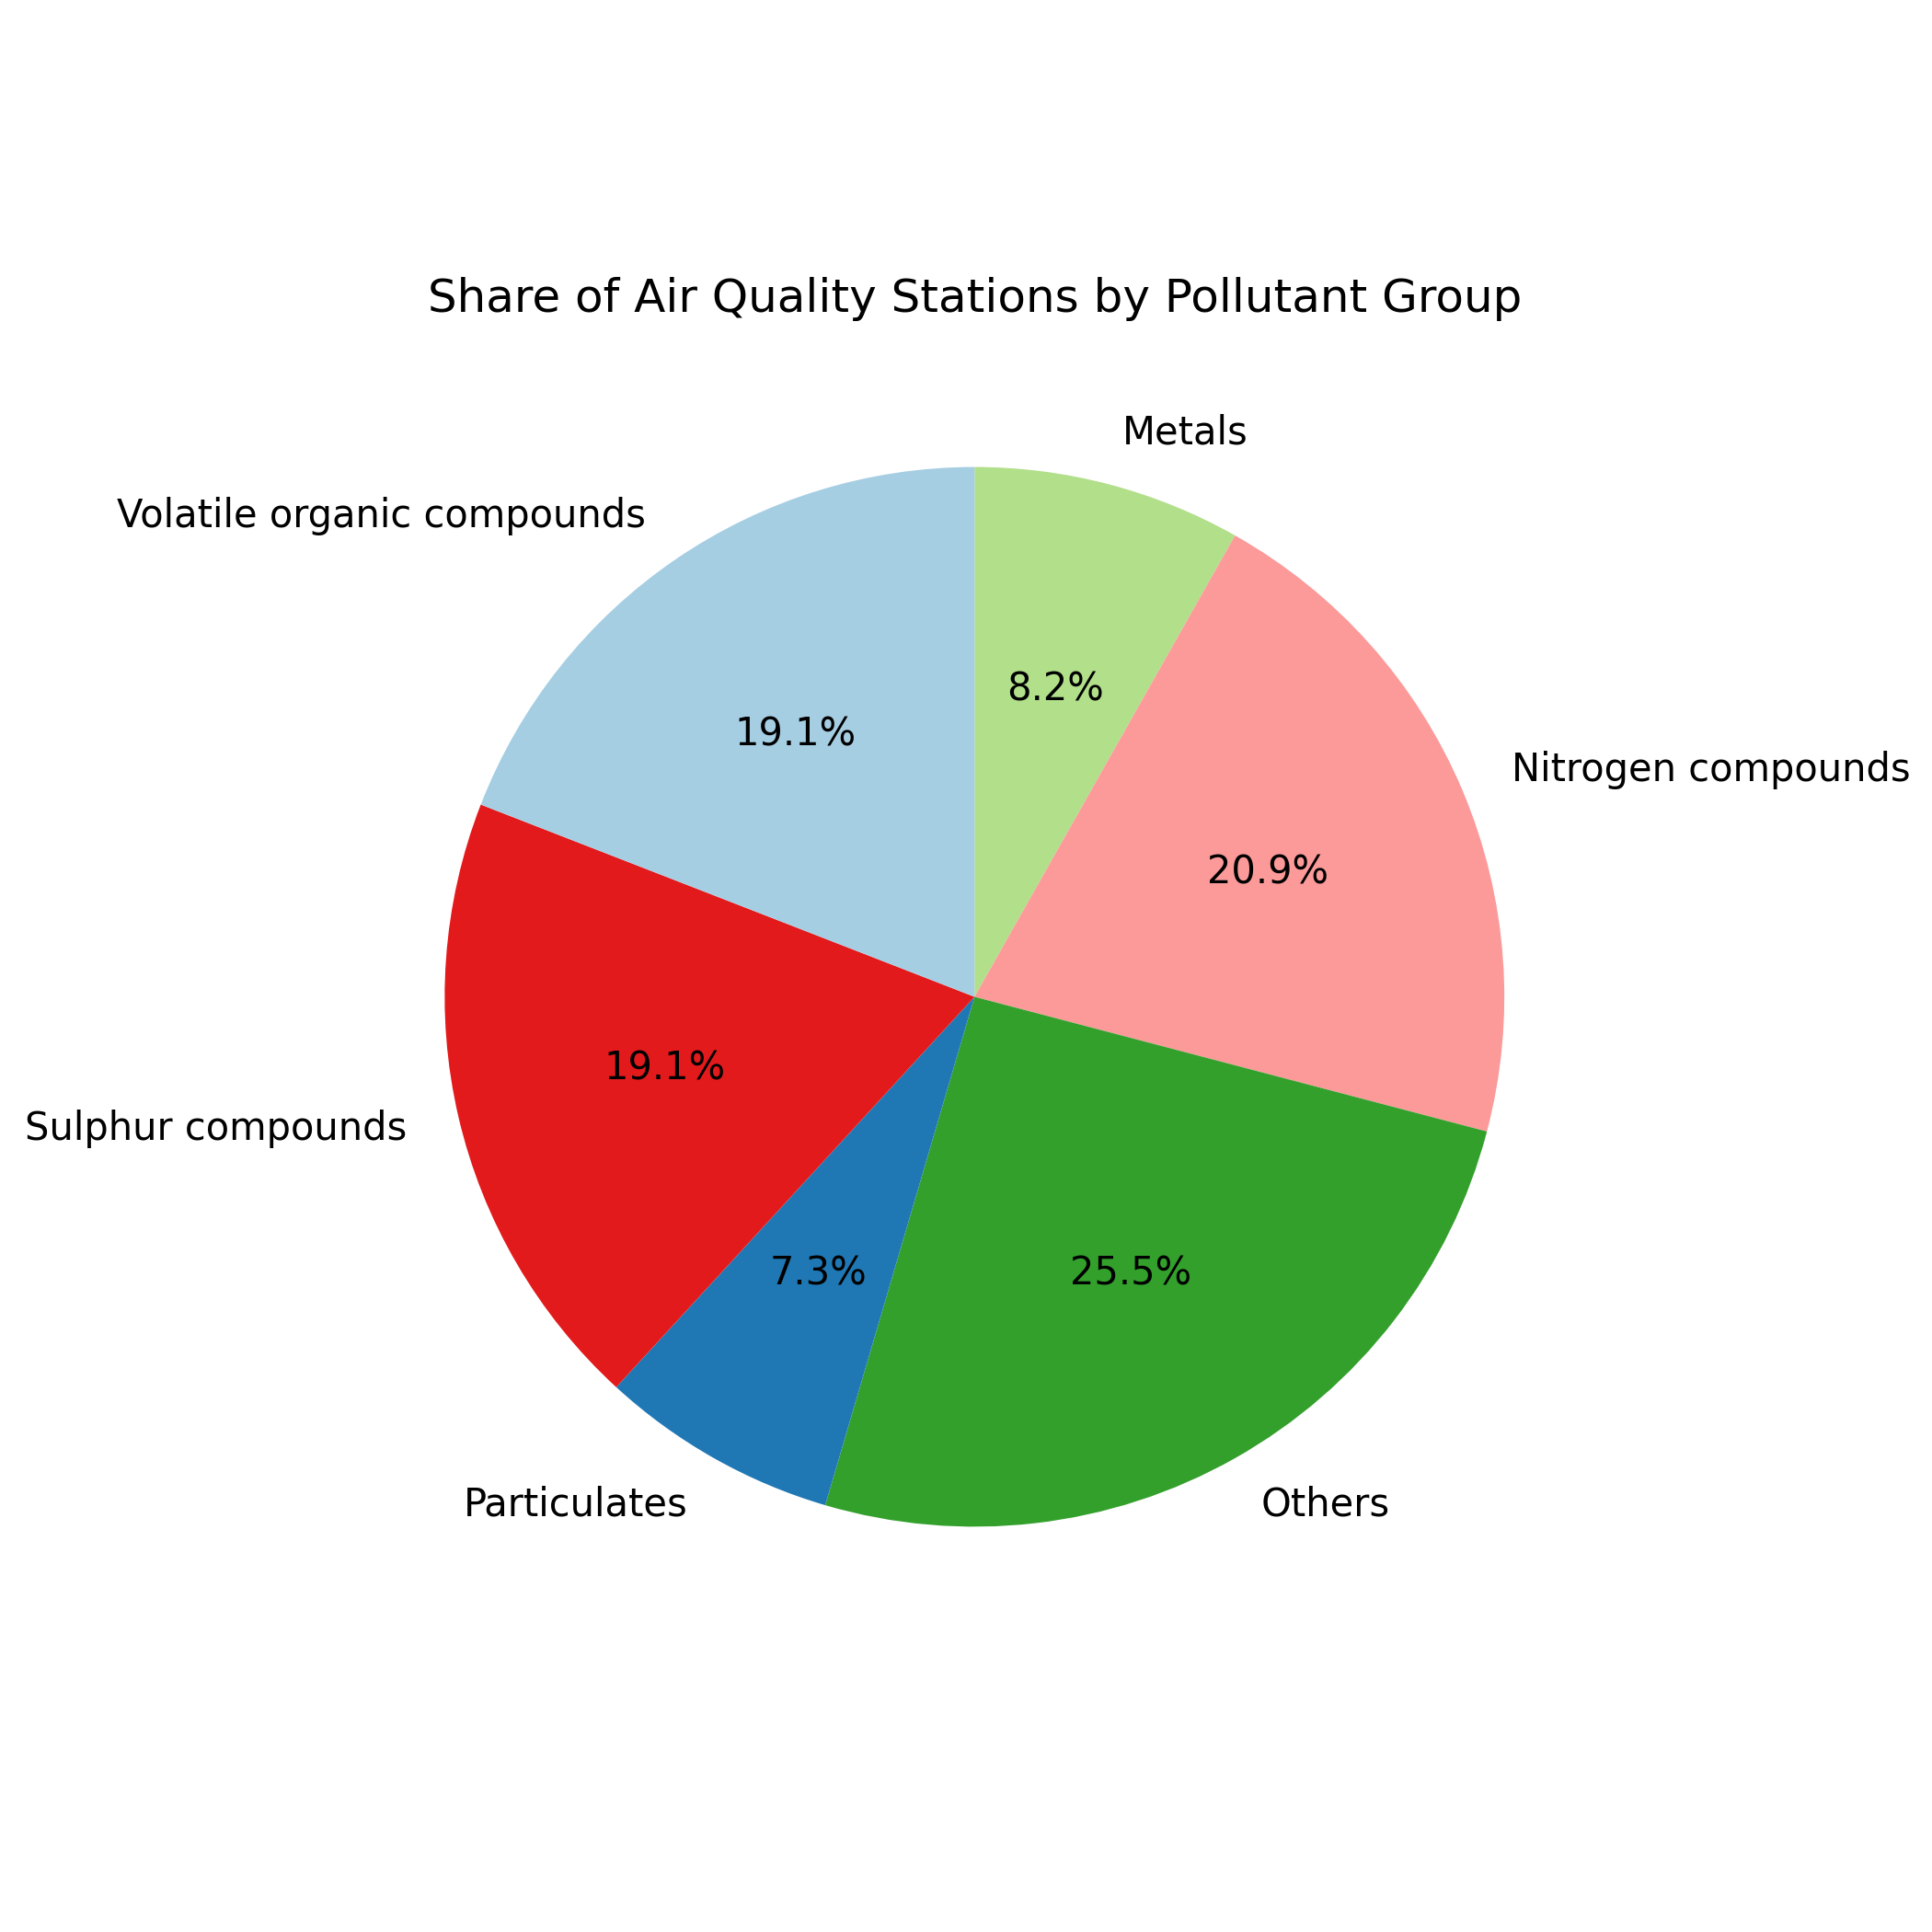 Share of Air Quality Stations by Pollutant Group
Metals
Volatile organic compounds
8.2%
19.1%
Nitrogen compounds
20.9%
19.1%
Sulphur compounds
7.3%
25.5%
Particulates
Others